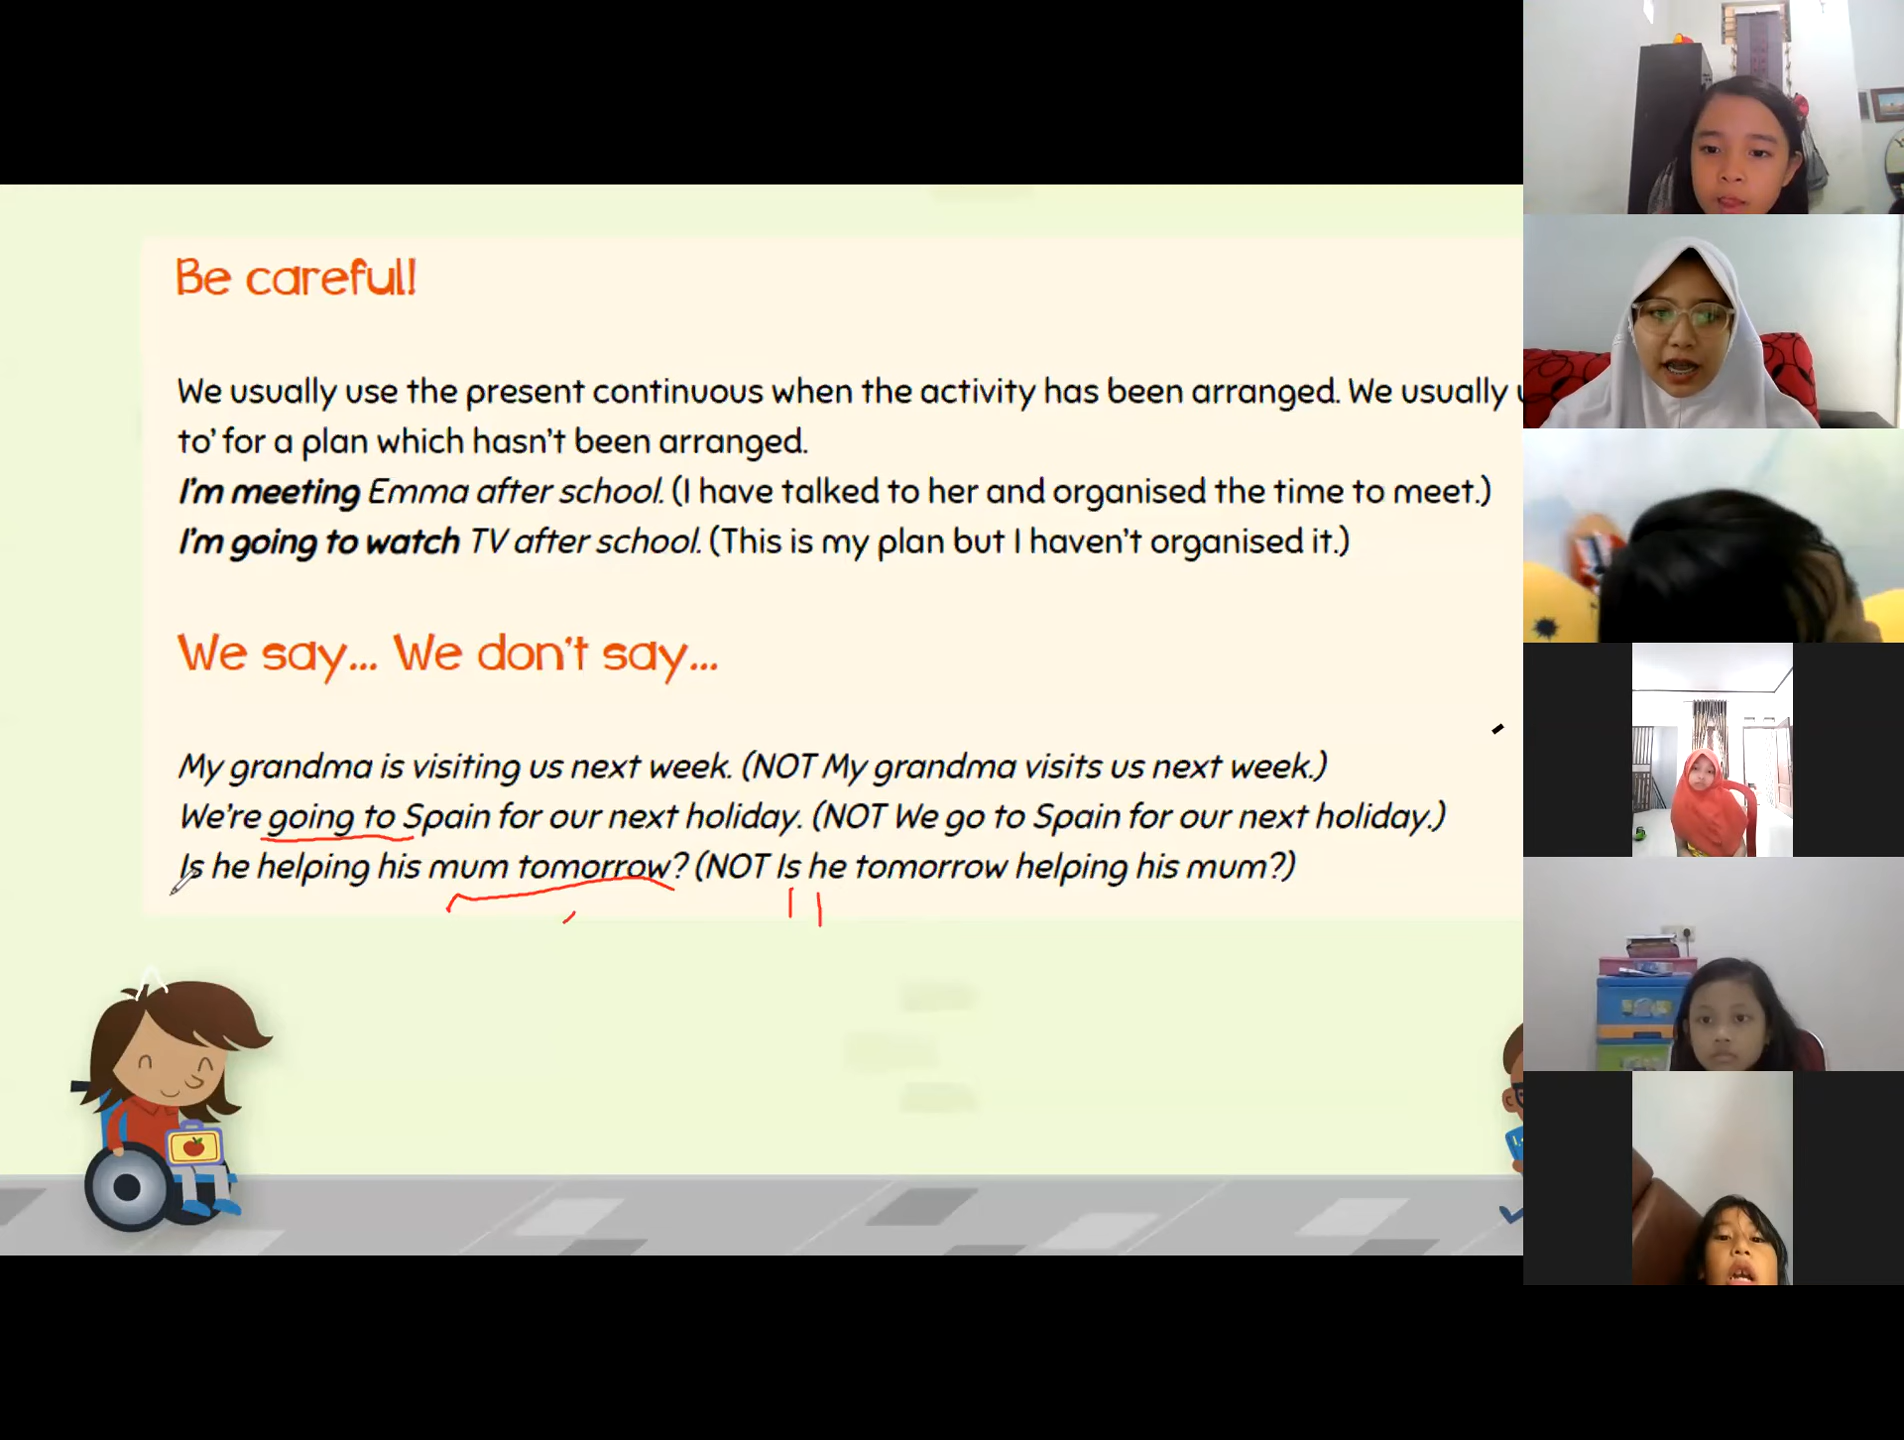 Be careful!
We usually use the present continuous when the activity has been arranged. We usually
to' for a plan which hasn't been arranged.
I'm meeting Emma after school. (I have talked to her and organised the time to meet.)
I'm going to watch TV after school. (This is my plan but I haven't organised it.)
We say... We don't say...
My grandma is visiting us next week. (NOT My grandma visits us next week.)
We're going to Spain for our next holiday. (NOT We go to Spain for our next holiday.)
Is he helping his mum tomorrow? (NOT Is he tomorrow helping his mum?)